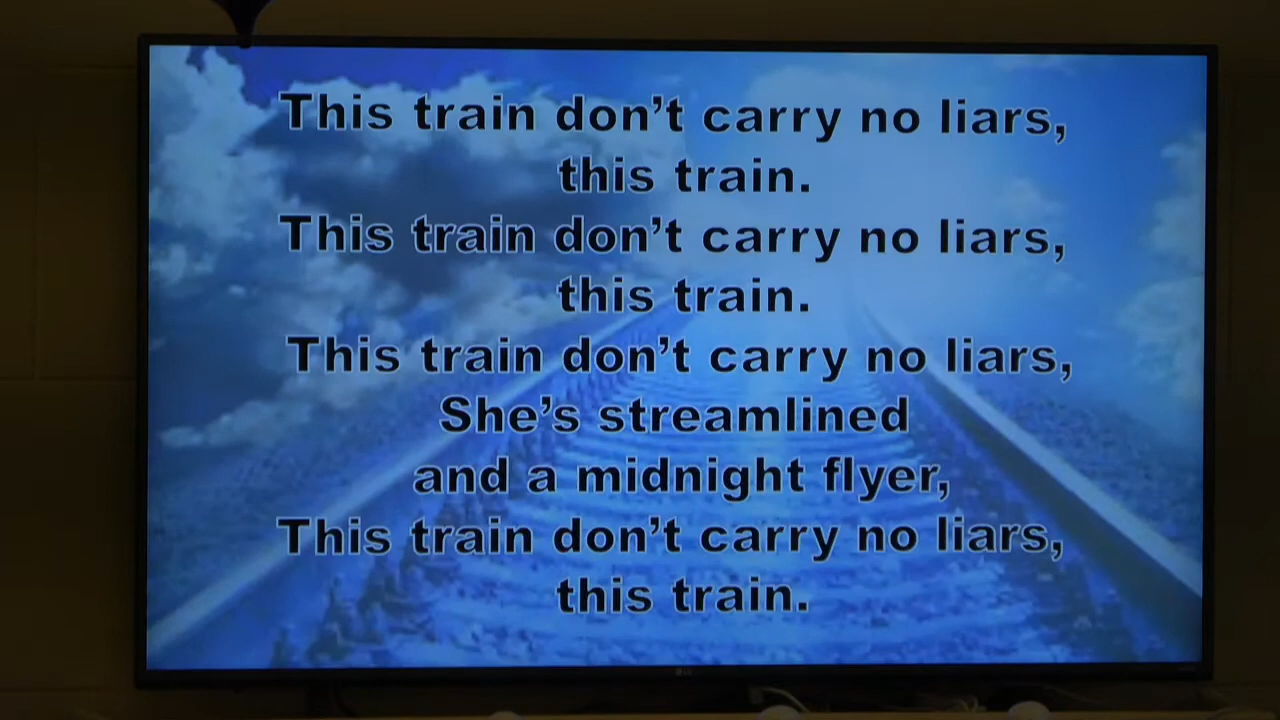 This train don’t carry no liars,
this train.
This train don’t carry no liars,
this train.
This train don’t carry no liars,
She’s streamlined
and a midnight flyer,
This train don’t carry no liars,
this train.
LG